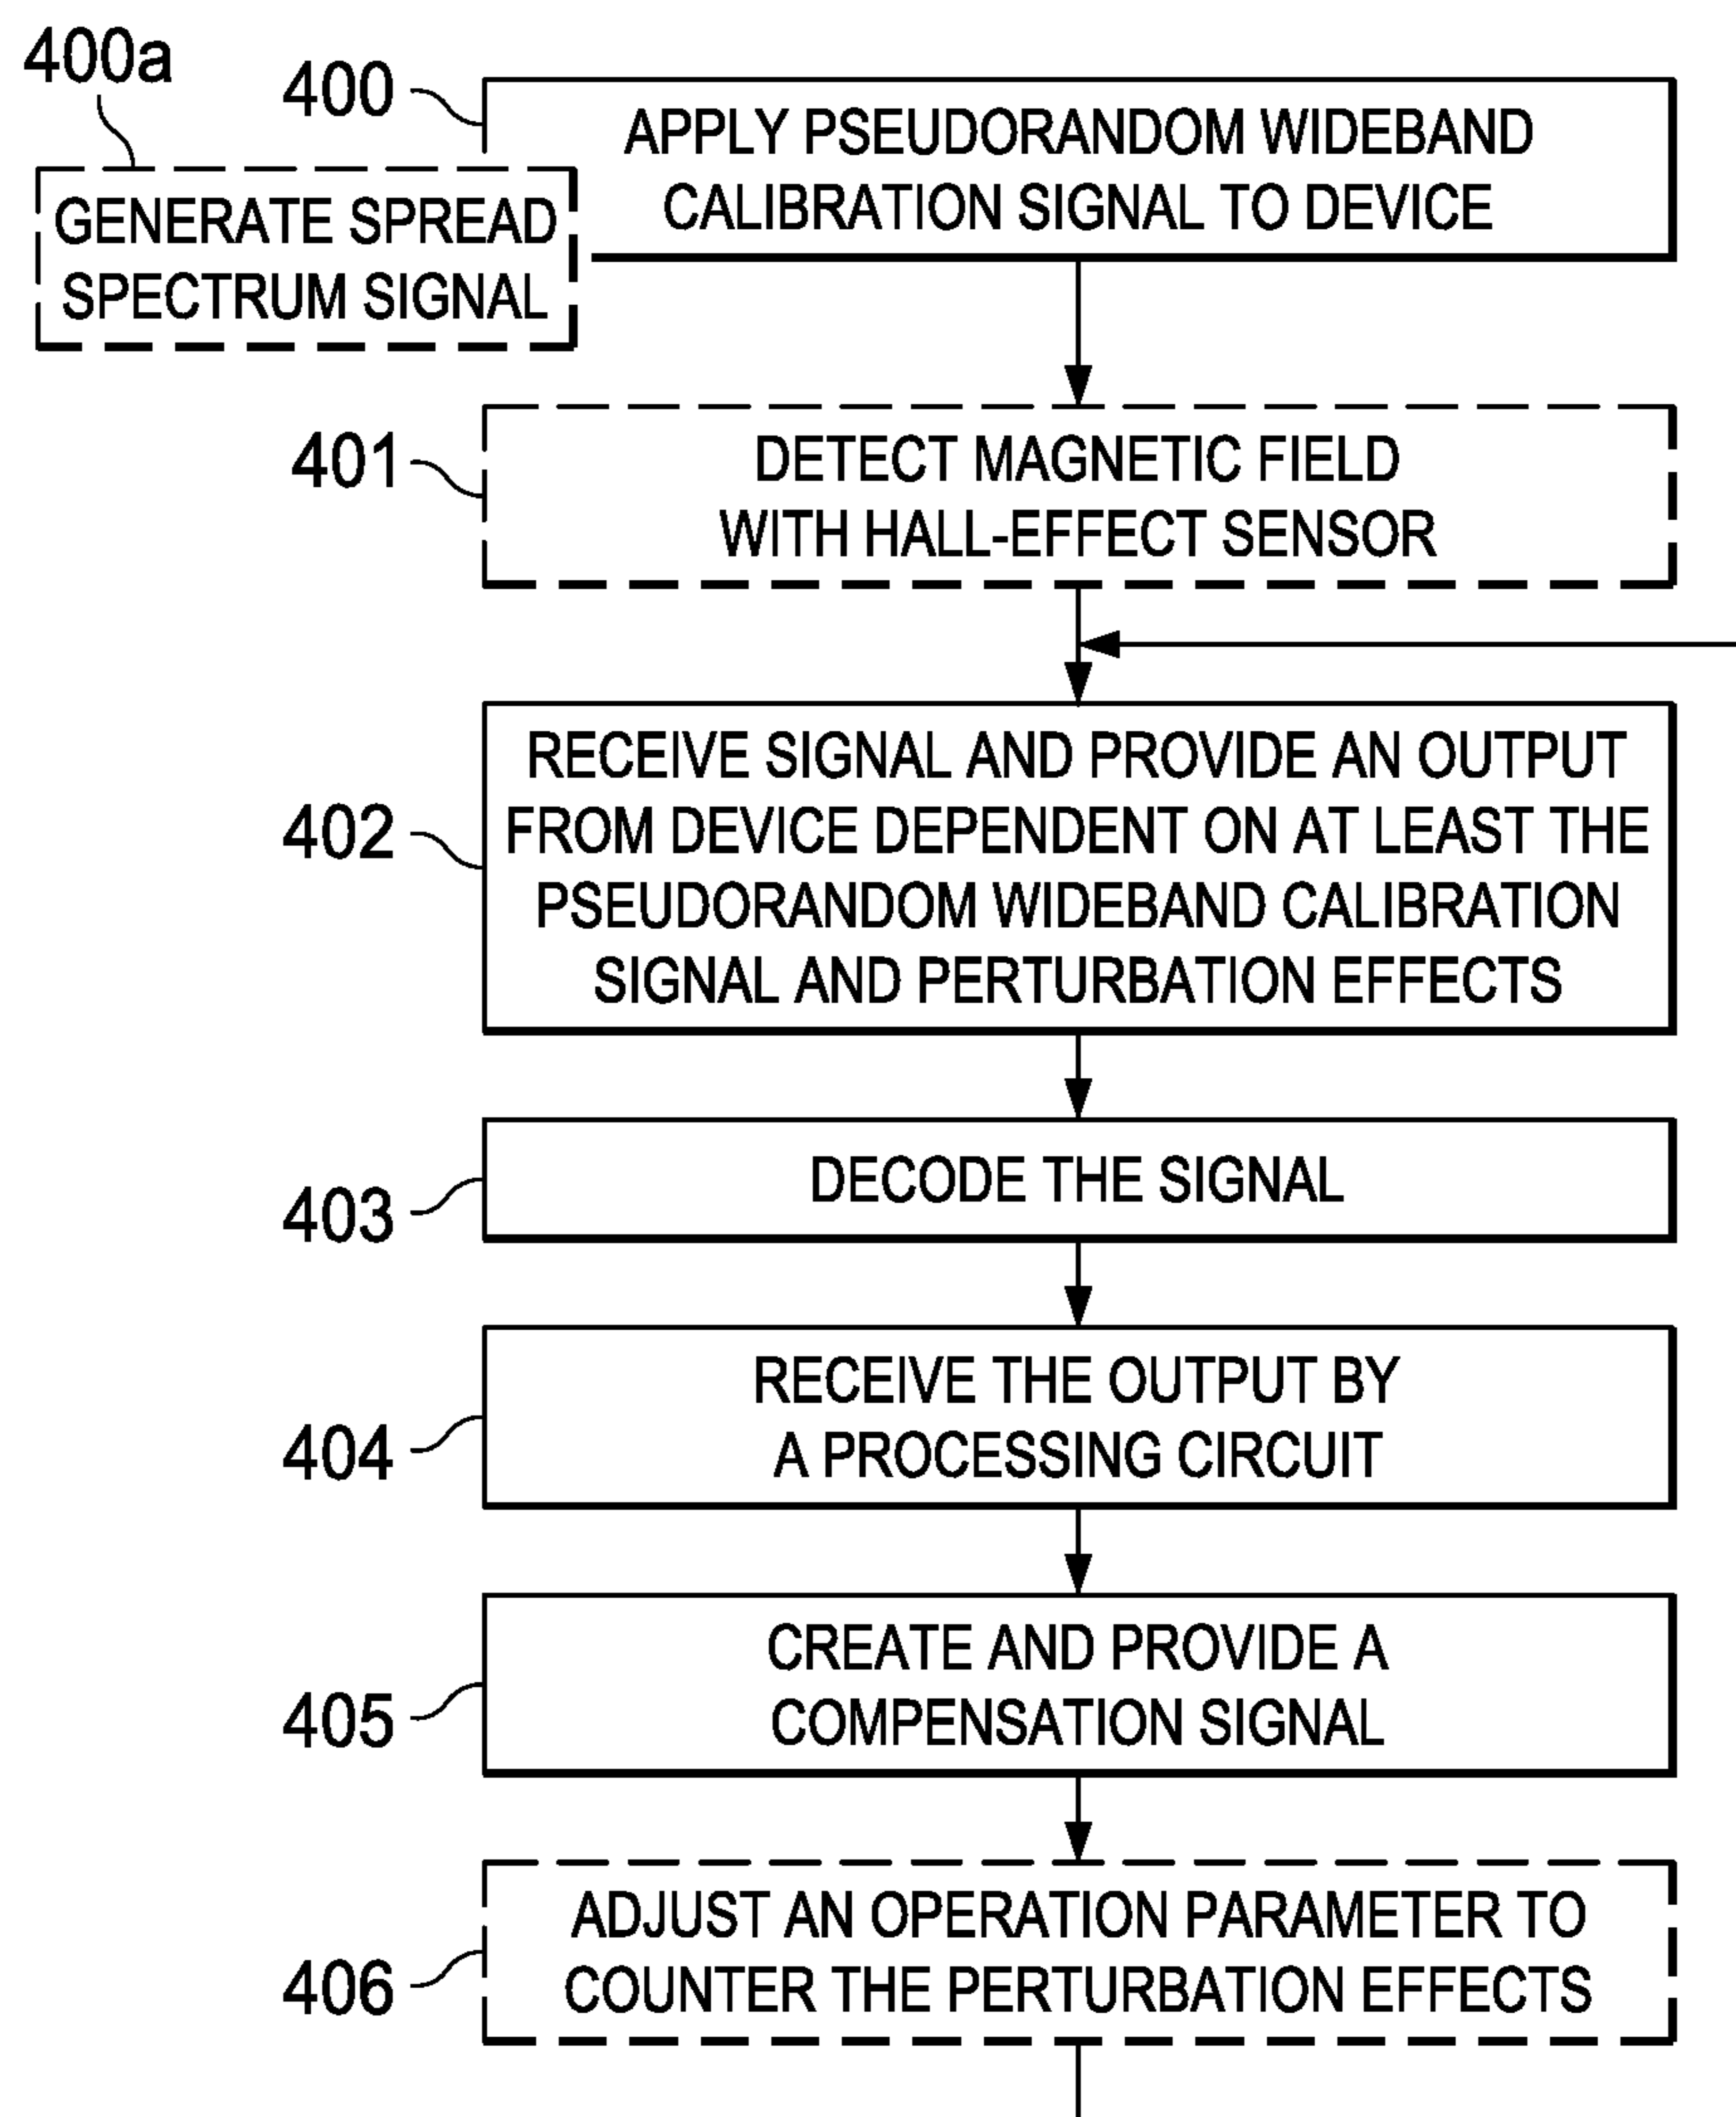 400a
400
APPLY PSEUDORANDOM WIDEBAND
CALIBRATION SIGNAL TO DEVICE
GENERATE SPREAD
SPECTRUM SIGNAL
401
DETECT MAGNETIC FIELD
WITH HALL-EFFECT SENSOR
402
RECEIVE SIGNAL AND PROVIDE AN OUTPUT
FROM DEVICE DEPENDENT ON AT LEAST THE
PSEUDORANDOM WIDEBAND CALIBRATION
SIGNAL AND PERTURBATION EFFECTS
403
DECODE THE SIGNAL
404
RECEIVE THE OUTPUT BY
A PROCESSING CIRCUIT
405
CREATE AND PROVIDE A
COMPENSATION SIGNAL
406
ADJUST AN OPERATION PARAMETER TO
COUNTER THE PERTURBATION EFFECTS